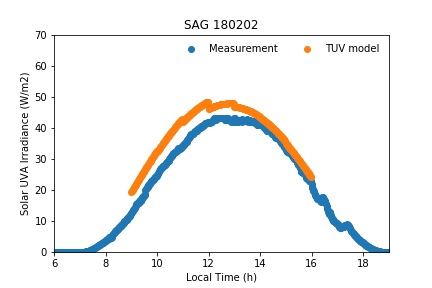 SAG 180202
Solar UVA Irradiance (W/m2)
70
60
50
40
30
20
10
0
Measurement TUV model
6 8 10 12 14 16 18
Local Time (h)